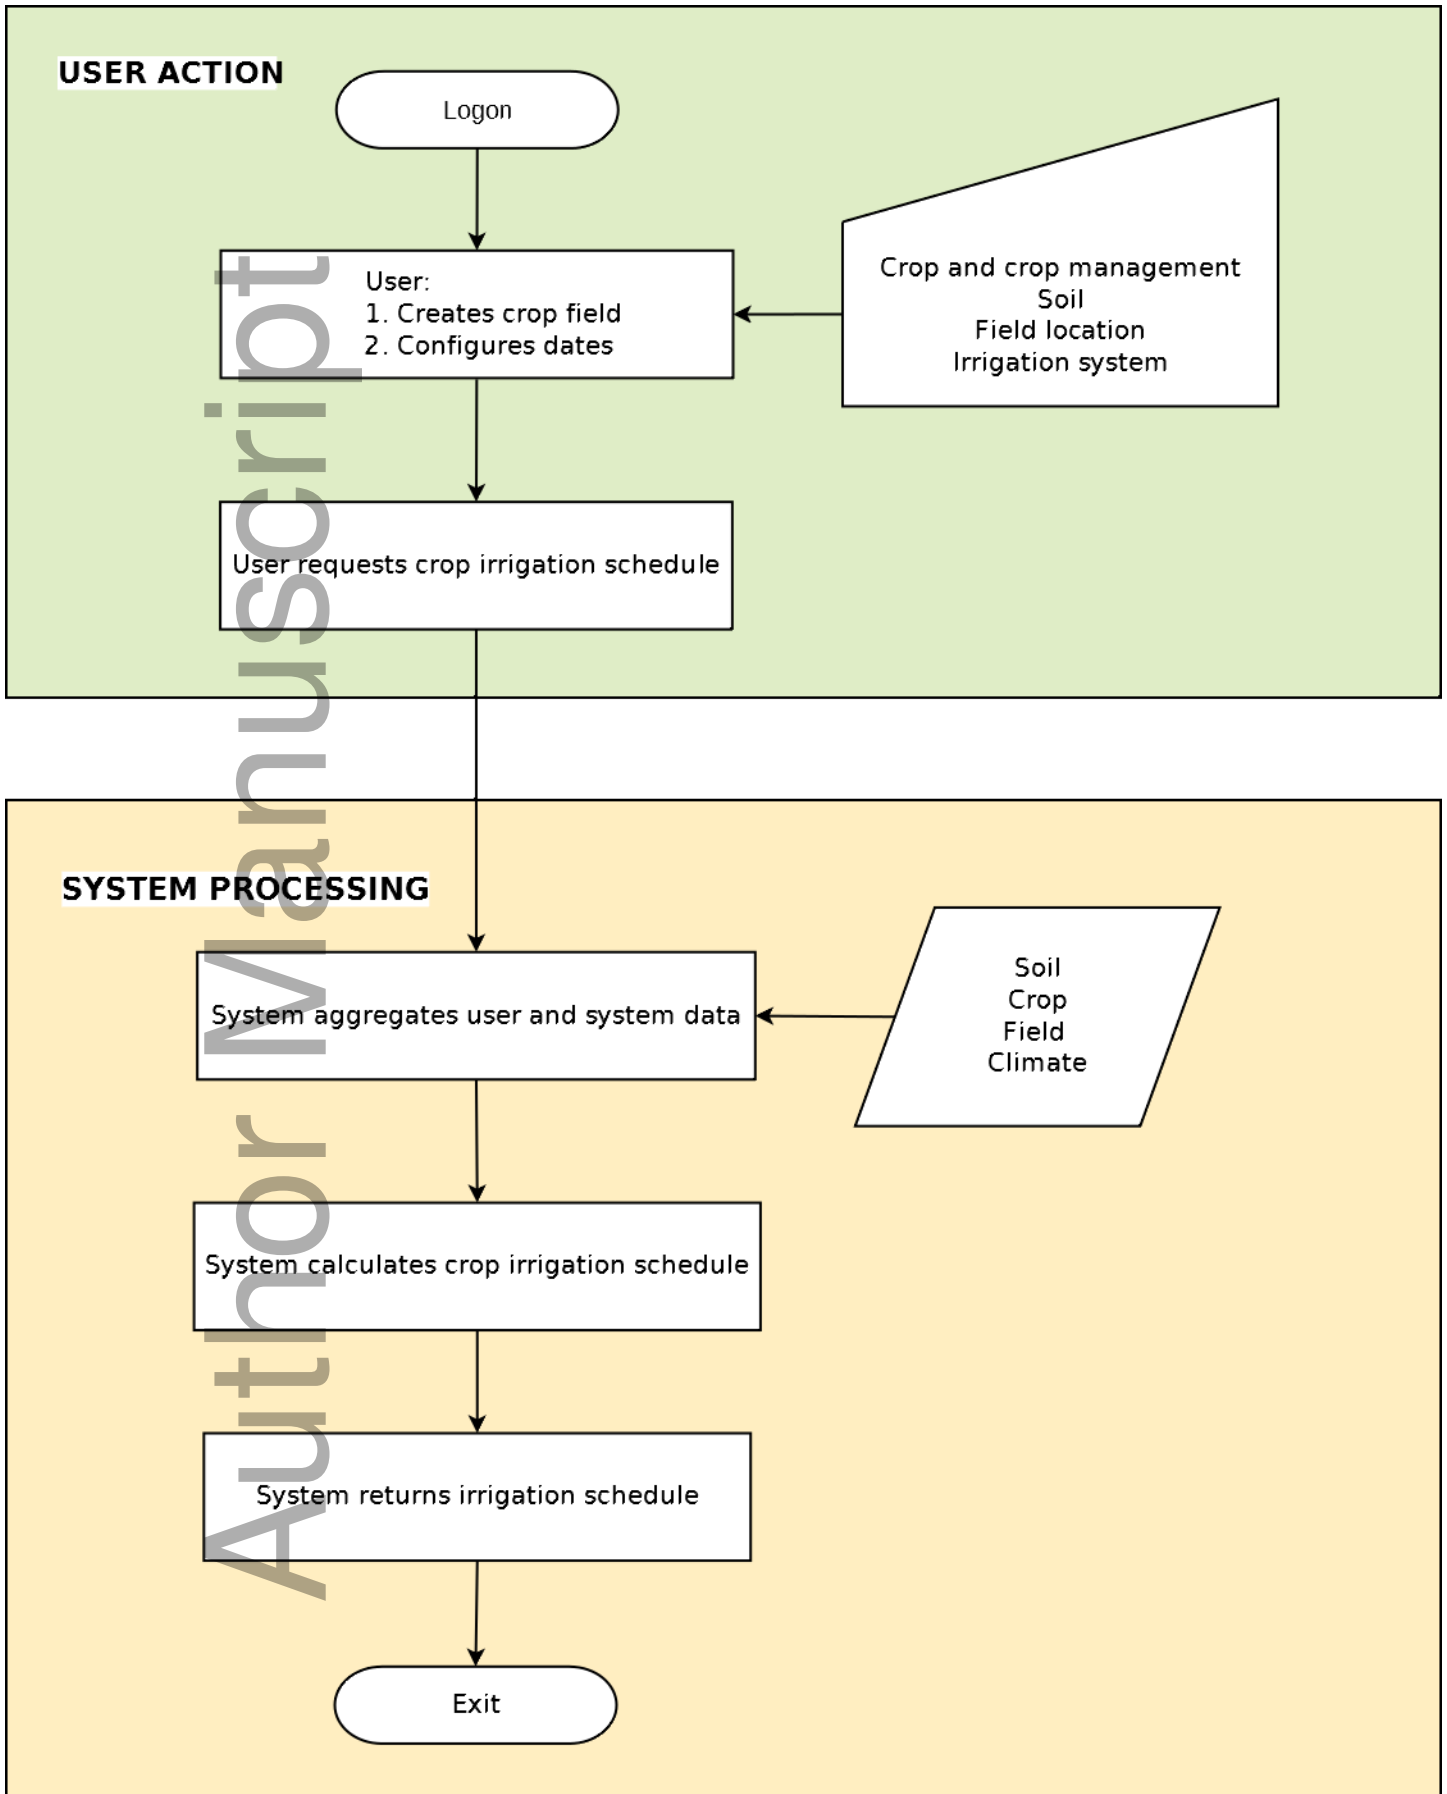 USER ACTION
Logon
User:
1. Creates crop field
2. Configures dates
Crop and crop management
Soil
Field location
Irrigation system
User requests crop irrigation schedule
SYSTEM PROCESSING
System aggregates user and system data
Soil
Crop
Field
Climate
System calculates crop irrigation schedule
System returns irrigation schedule
Exit
Author Manuscript